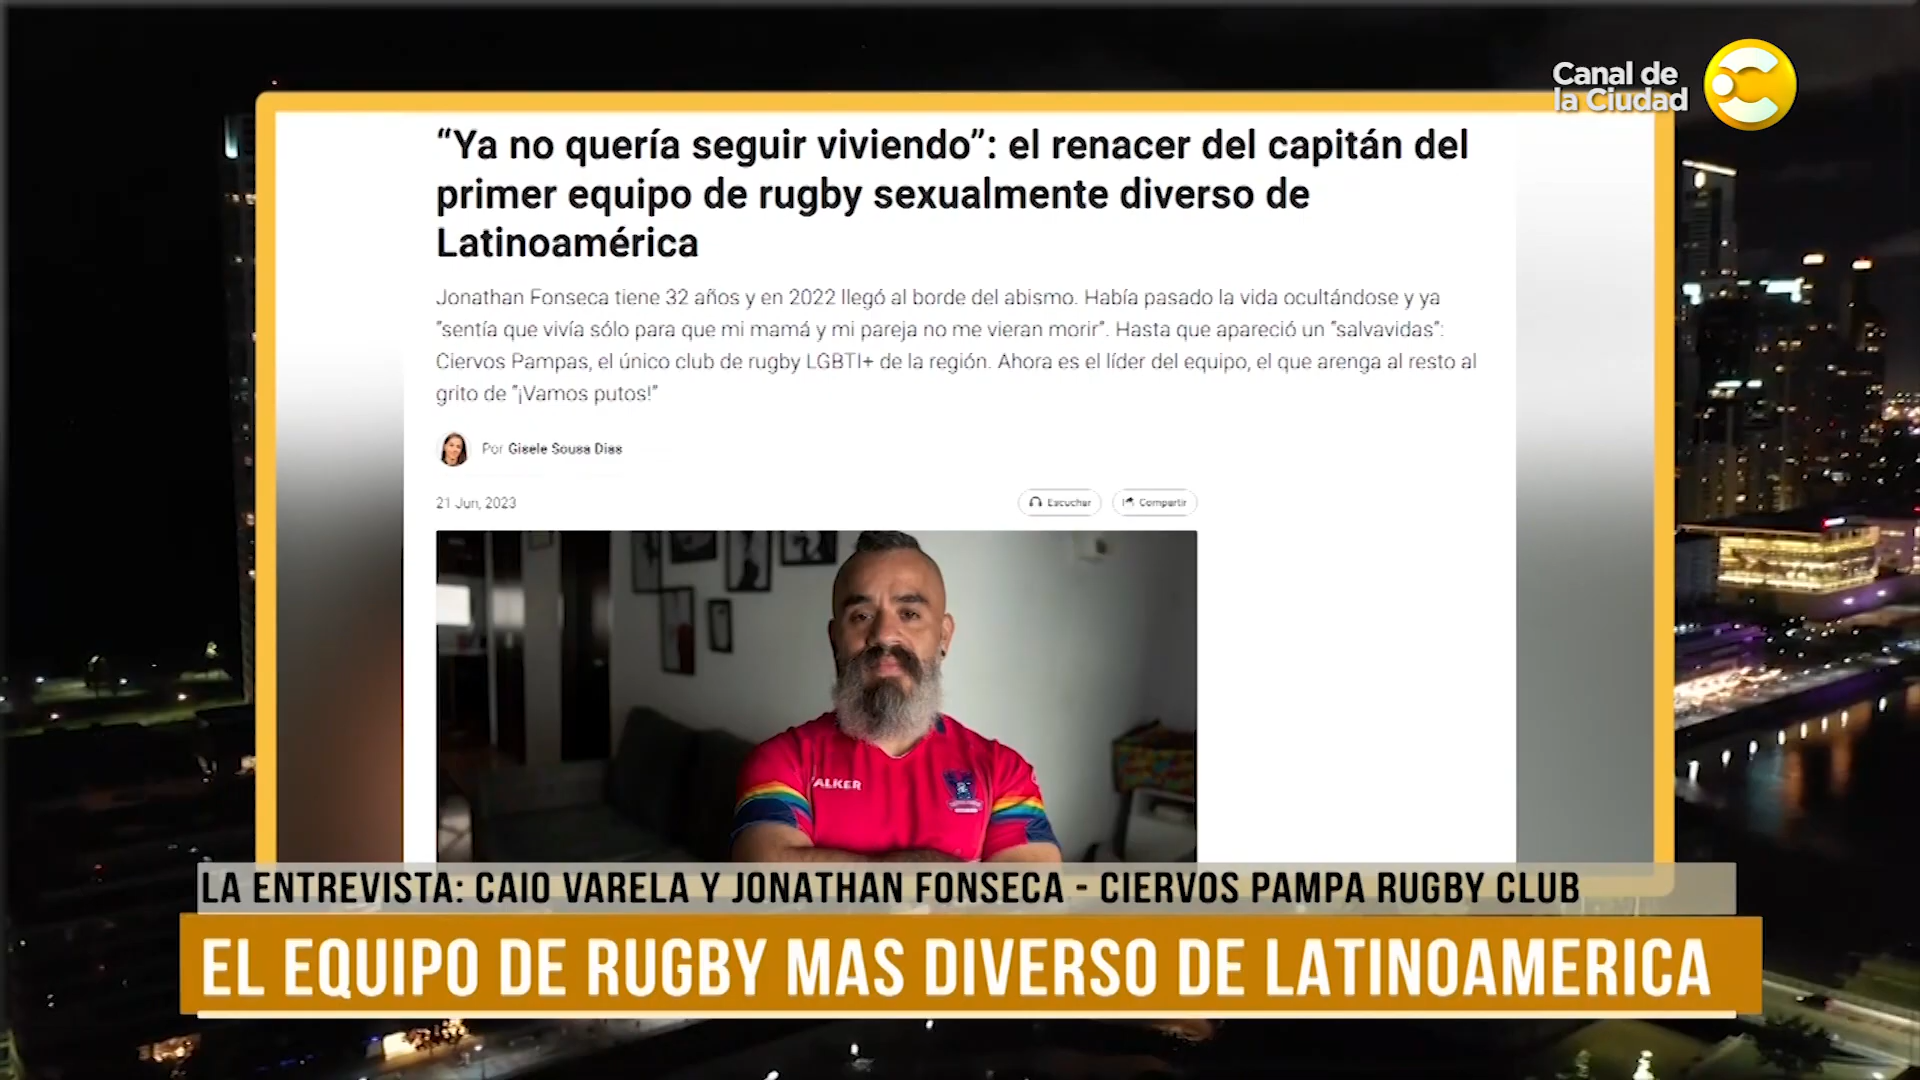 Canal de
la Ciudad
“Ya no quería seguir viviendo”: el renacer del capitán del
primer equipo de rugby sexualmente diverso de
Latinoamérica
Jonathan Fonseca tiene 32 años y en 2022 llegó al borde del abismo. Había pasado la vida ocultándose y ya
"sentía que vivía sólo para que mi mamá y mi pareja no me vieran morir". Hasta que apareció un "salvavidas":
Ciervos Pampas, el único club de rugby LGBTI+ de la región. Ahora es el líder del equipo, el que arenga al resto al
grito de "¡Vamos putos!"
Por Gisele Sousa Dias
21 Jun, 2023
Escuchar Compartir
ALKER
LA ENTREVISTA: CAIO VARELA Y JONATHAN FONSECA - CIERVOS PAMPA RUGBY CLUB
EL EQUIPO DE RUGBY MAS DIVERSO DE LATINOAMERICA